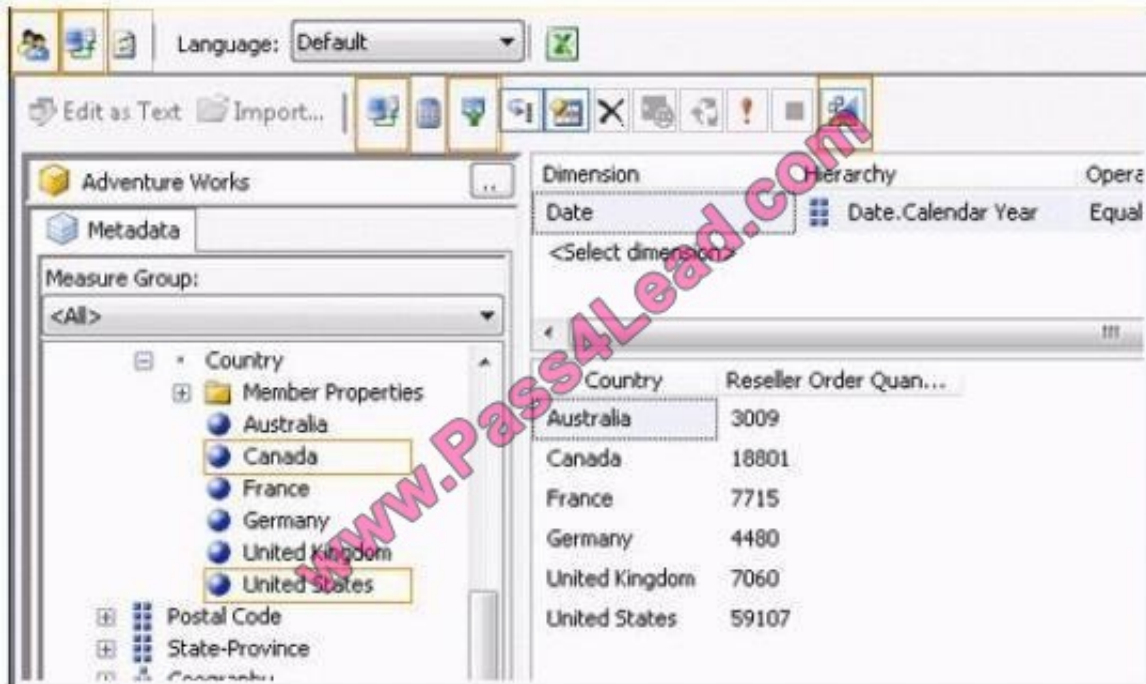 Language: Default
Edit as Text Import...
Adventure Works ..
Metadata
Measure Group:
<All>
Country
Member Properties
Australia
Canada
France
Germany
United Kingdom
United States
Postal Code
State-Province
Geography
Dimension Hierarchy Opera
Date Date.Calendar Year Equal
<Select dimension>
Country Reseller Order Quan...
Australia 3009
Canada 18801
France 7715
Germany 4480
United Kingdom 7060
United States 59107
www.Pass4Lead.com